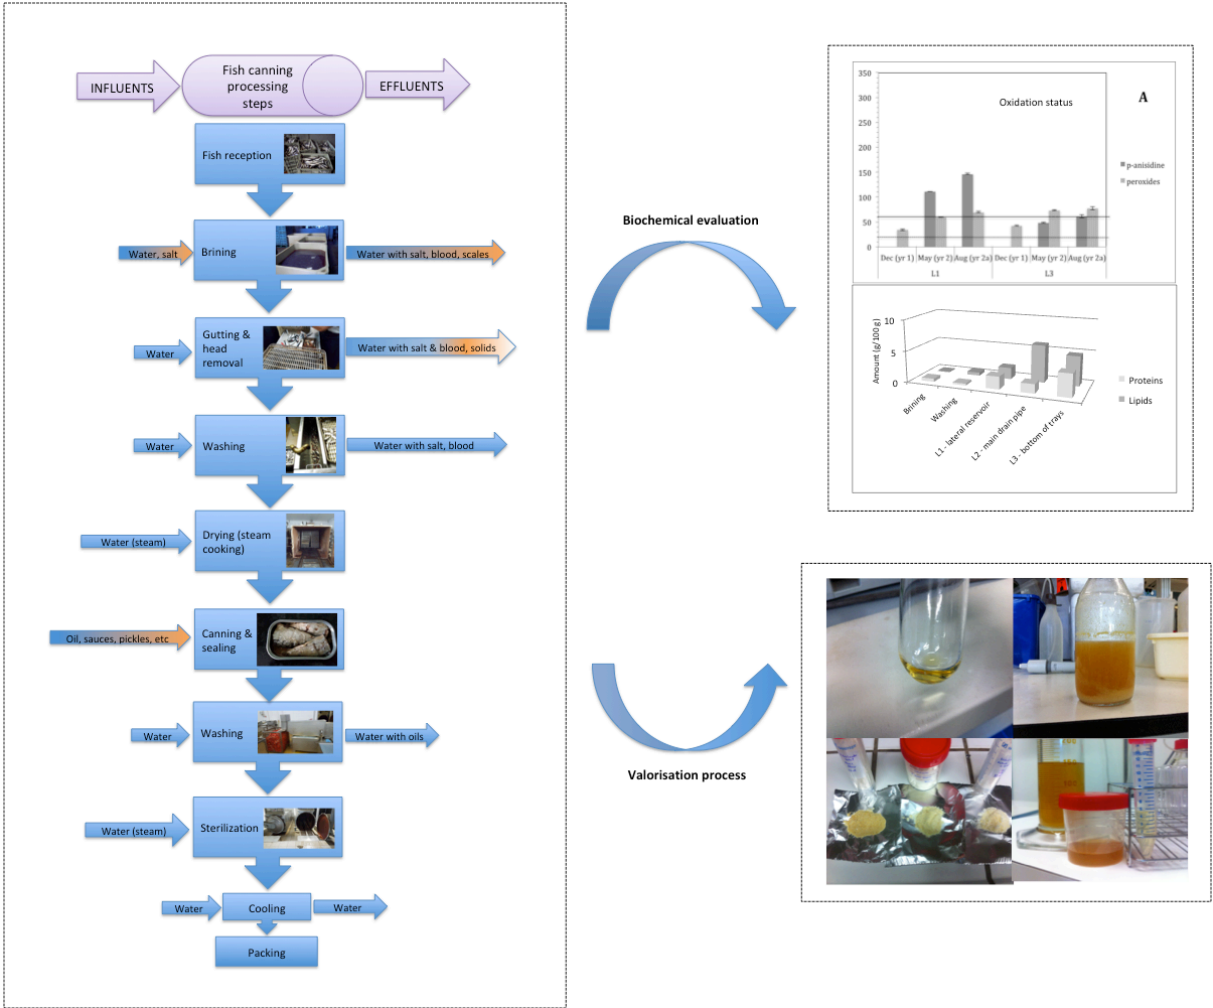 INFLUENTS
Fish canning
processing
steps
EFFLUENTS
Fish reception
Water, salt
Brining
Water with salt, blood, scales
Water
Gutting &
head
removal
Water with salt & blood, solids
Water
Washing
Water with salt, blood
Water (steam)
Drying (steam
cooking)
Oil, sauces, pickles, etc
Canning &
sealing
Water
Washing
Water with oils
Water (steam)
Sterilization
Water
Cooling
Water
Packing
Biochemical evaluation
Valorisation process
350
300
250
200
150
100
50
0
Oxidation status
A
p-anisidine
peroxides
Dec (yr 1) May (yr 2) Aug (yr 2a) Dec (yr 1) May (yr 2) Aug (yr 2a)
L1 L3
Amount (g/100 g)
10
5
0
Brining
Washing
L1 - lateral reservoir
L2 - main drain pipe
L3 - bottom of trays
Proteins
Lipids